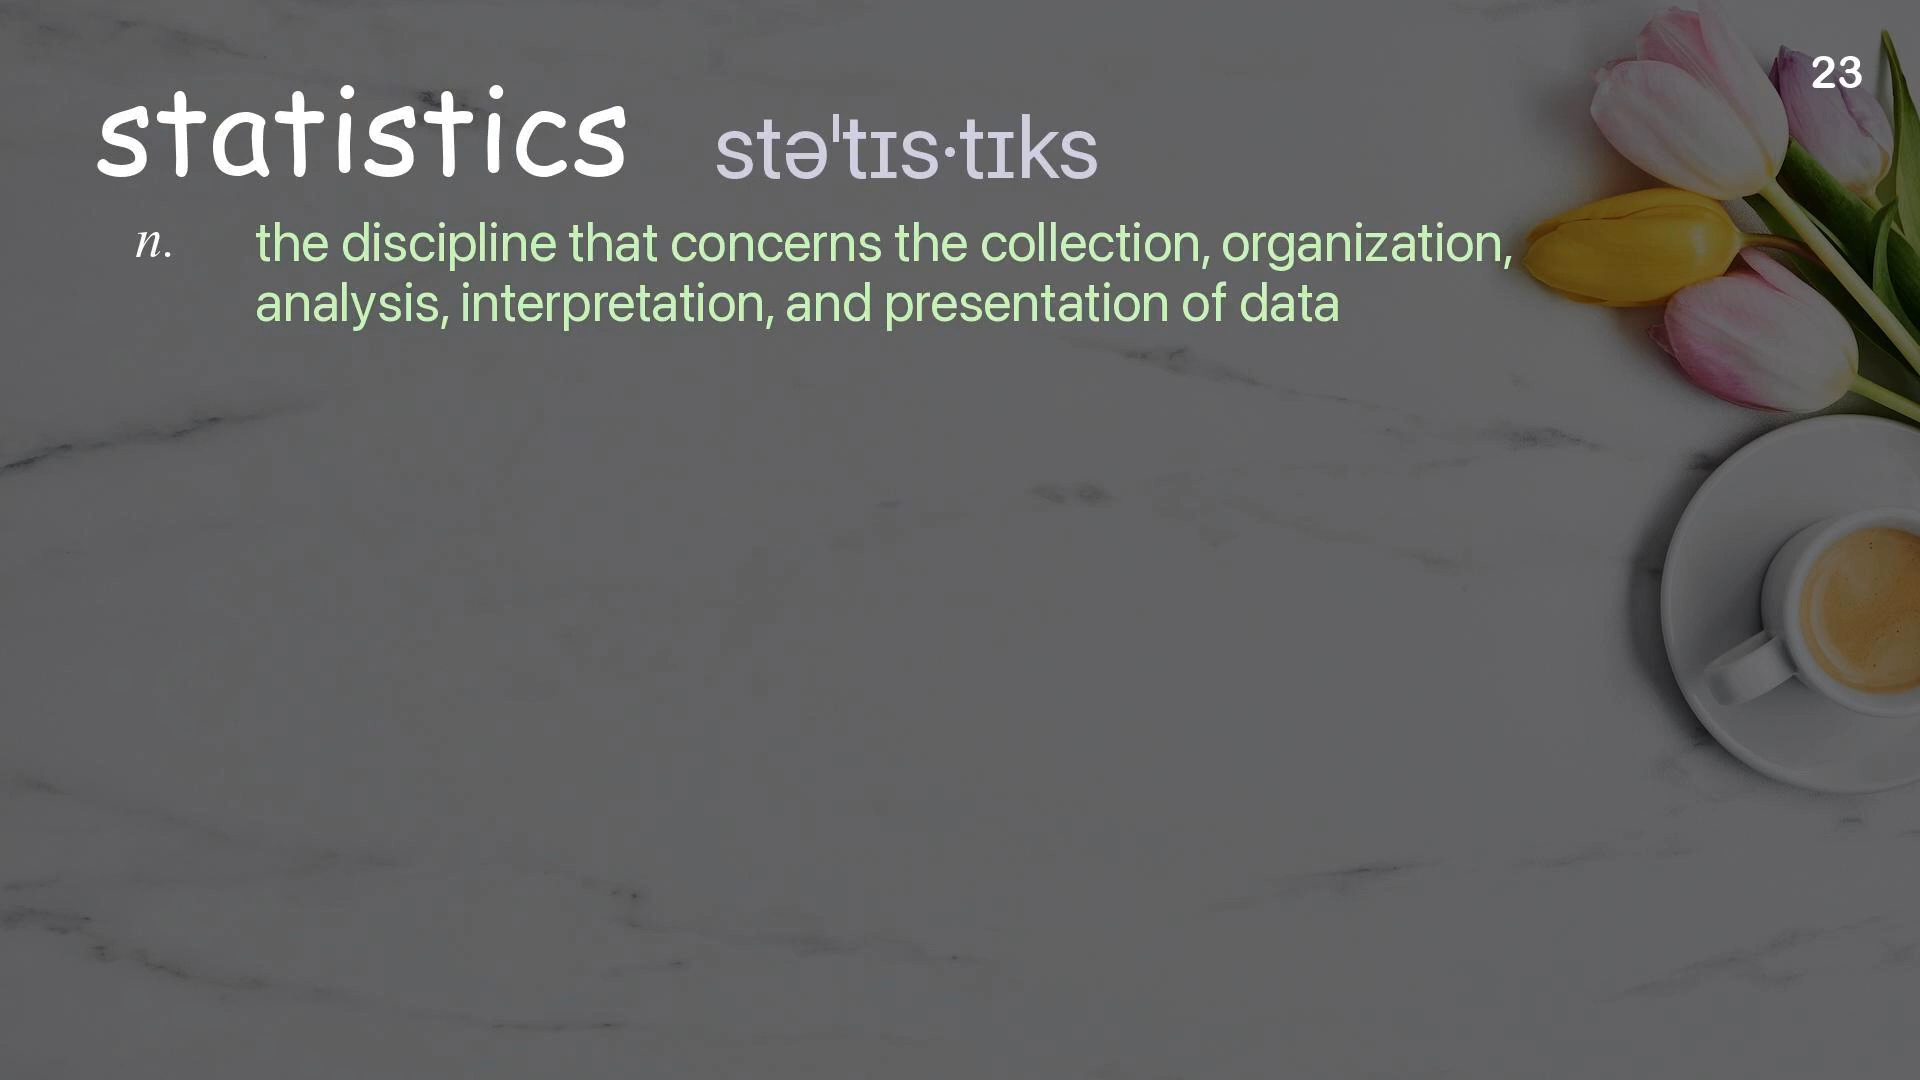 23
statistics stəˈtɪs·tɪks
n. the discipline that concerns the collection, organization,
analysis, interpretation, and presentation of data